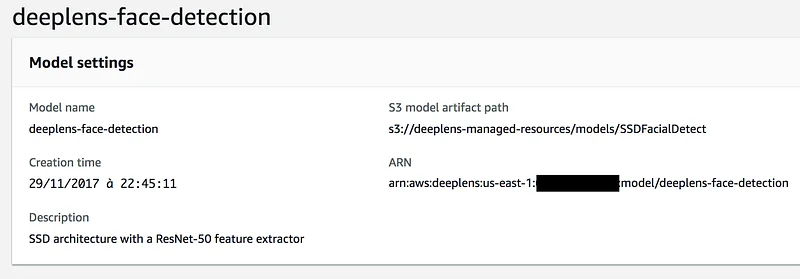 deeplens-face-detection
Model settings
Model name
deeplens-face-detection
S3 model artifact path
s3://deeplens-managed-resources/models/SSDFacialDetect
Creation time
29/11/2017 à 22:45:11
ARN
arn:aws:deeplens:us-east-1: :model/deeplens-face-detection
Description
SSD architecture with a ResNet-50 feature extractor